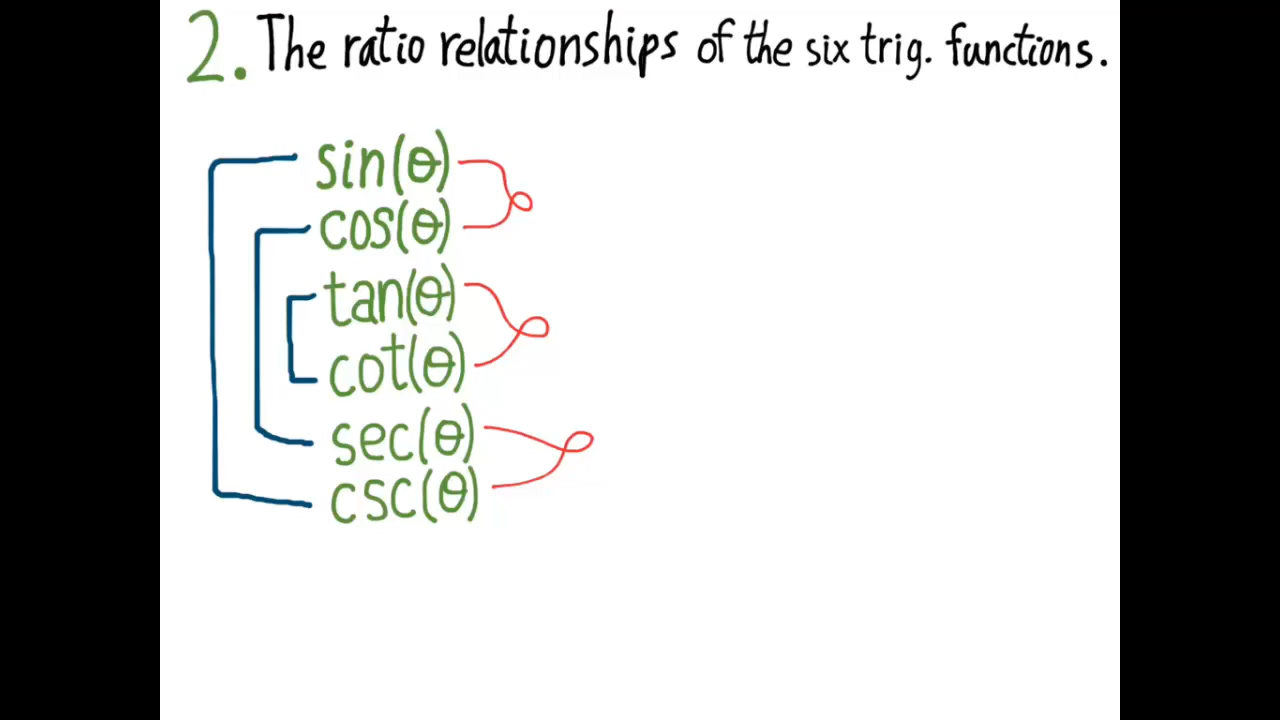 2. The ratio relationships of the six trig. functions.
sin(θ)
cos(θ)
tan(θ)
cot(θ)
sec(θ)
csc(θ)